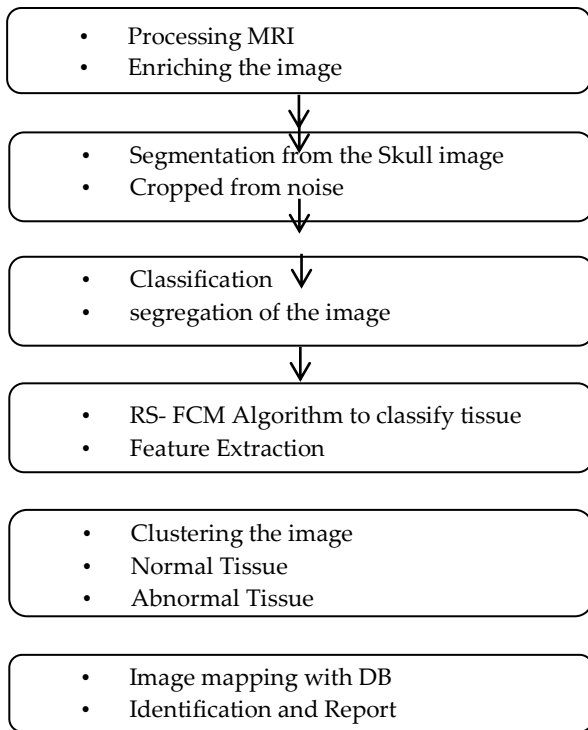 • Processing MRI
• Enriching the image
• Segmentation from the Skull image
• Cropped from noise
• Classification
• segregation of the image
• RS- FCM Algorithm to classify tissue
• Feature Extraction
• Clustering the image
• Normal Tissue
• Abnormal Tissue
• Image mapping with DB
• Identification and Report